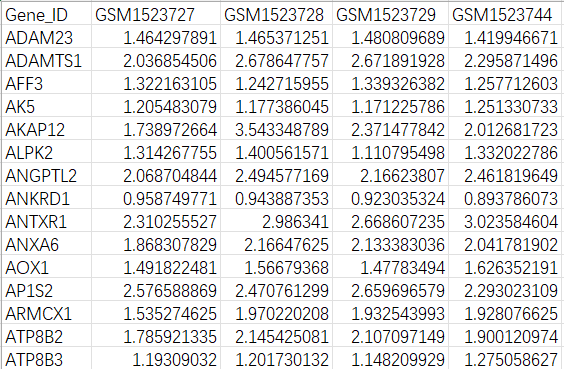 Gene_ID GSM1523727 GSM1523728 GSM1523729 GSM1523744
ADAM23 1.464297891 1.465371251 1.480809689 1.419946671
ADAMTS1 2.036854506 2.678647757 2.671891928 2.295871496
AFF3 1.322163105 1.242715955 1.339326382 1.257712603
AK5 1.205483079 1.177386045 1.171225786 1.251330733
AKAP12 1.738972664 3.543348789 2.371477842 2.012681723
ALPK2 1.314267755 1.400561571 1.110795498 1.332022786
ANGPTL2 2.068704844 2.494577169 2.16623807 2.461819649
ANKRD1 0.958749771 0.943887353 0.923035324 0.893786073
ANTXR1 2.310255527 2.986341 2.668607235 3.023584604
ANXA6 1.868307829 2.16647625 2.133383036 2.041781902
AOX1 1.491822481 1.56679368 1.47783494 1.626352191
AP1S2 2.576588869 2.470761299 2.659696579 2.293023109
ARMCX1 1.535274625 1.970220208 1.932543993 1.928076625
ATP8B2 1.785921335 2.145425081 2.107097149 1.900120974
ATP8B3 1.19309032 1.201730132 1.148209929 1.275058627